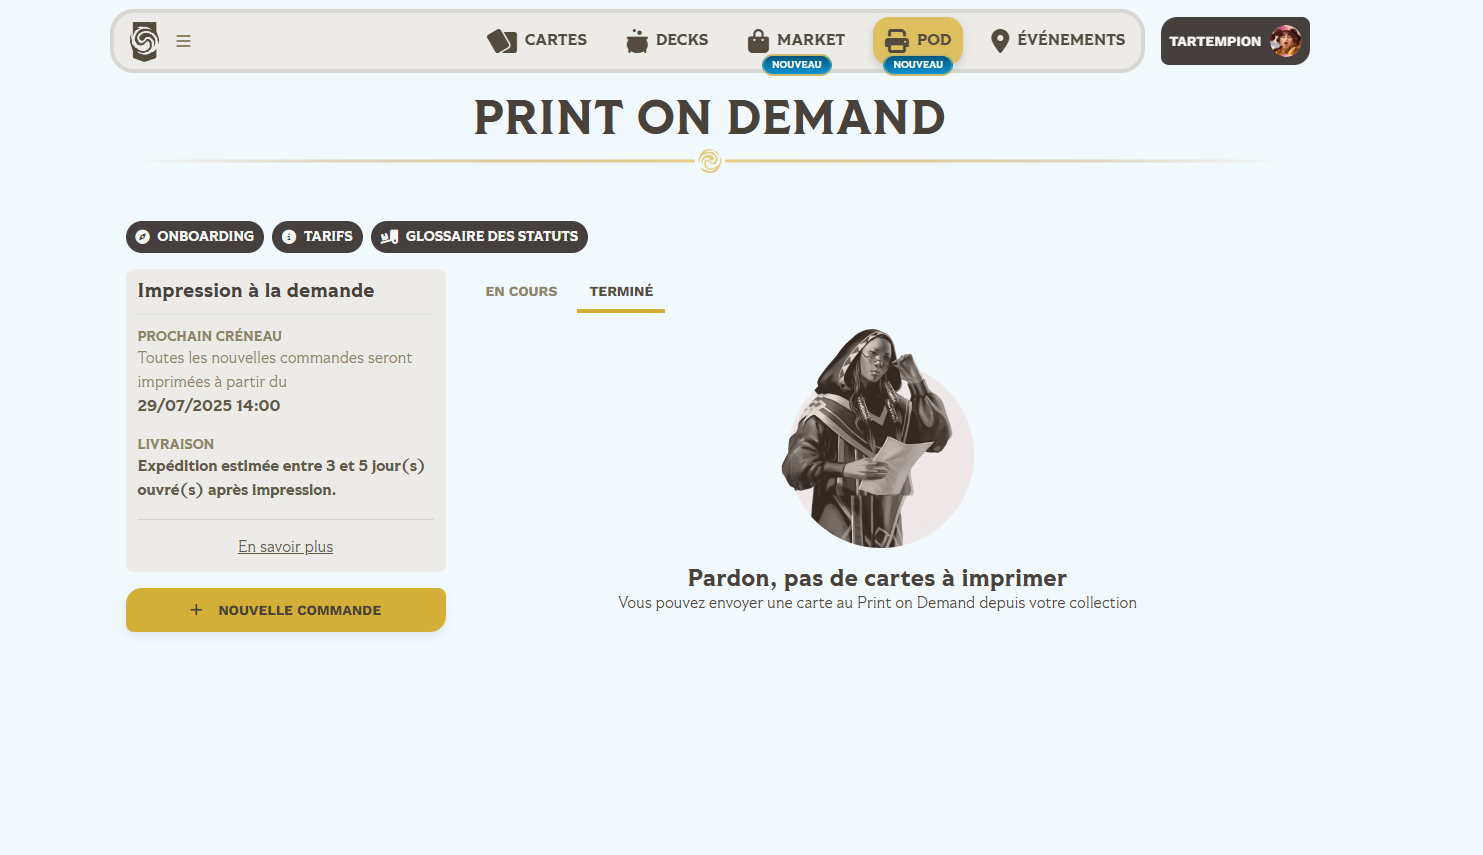 CARTES
DECKS
MARKET
NOUVEAU
POD
NOUVEAU
ÉVÉNEMENTS
TARTEMPION
PRINT ON DEMAND
ONBOARDING
TARIFS
GLOSSAIRE DES STATUTS
Impression à la demande
PROCHAIN CRÉNEAU
Toutes les nouvelles commandes seront
imprimées à partir du
29/07/2025 14:00
LIVRAISON
Expédition estimée entre 3 et 5 jour(s)
ouvré(s) après impression.
En savoir plus
NOUVELLE COMMANDE
EN COURS
TERMINÉ
Pardon, pas de cartes à imprimer
Vous pouvez envoyer une carte au Print on Demand depuis votre collection